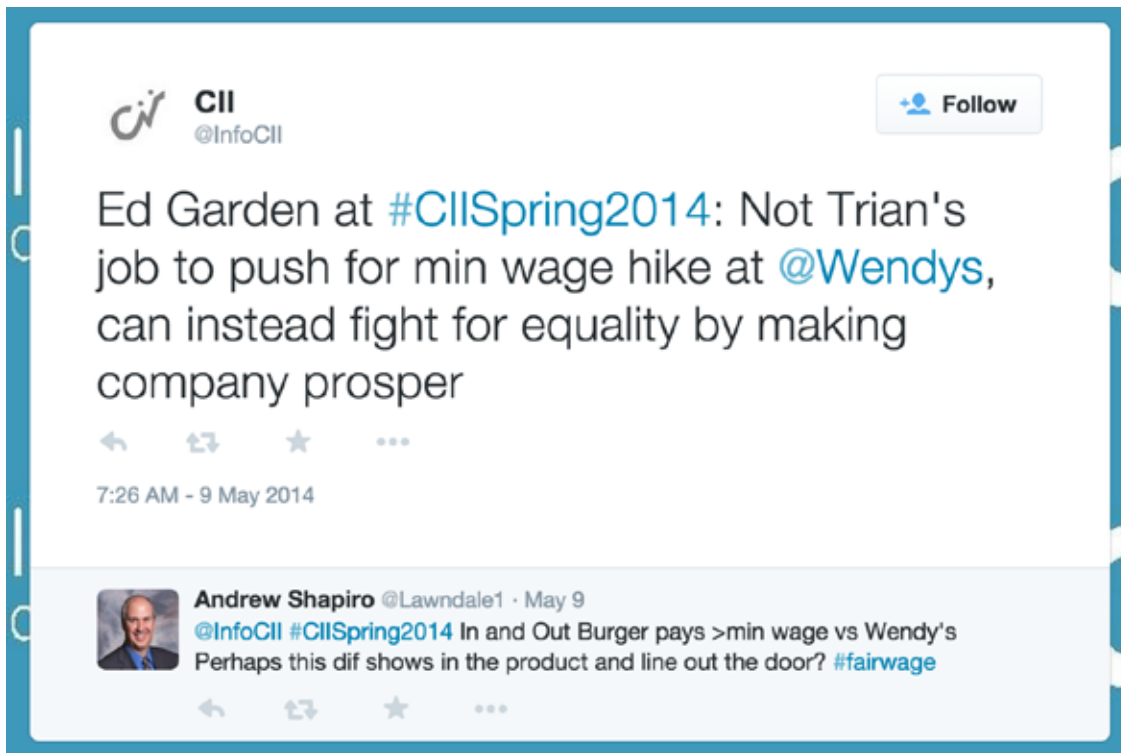 CII
@InfoCII
Follow
Ed Garden at #CIISpring2014: Not Trian's
job to push for min wage hike at @Wendys,
can instead fight for equality by making
company prosper
7:26 AM - 9 May 2014
Andrew Shapiro @Lawndale1 · May 9
@InfoCII #CIISpring2014 In and Out Burger pays >min wage vs Wendy's
Perhaps this dif shows in the product and line out the door? #fairwage